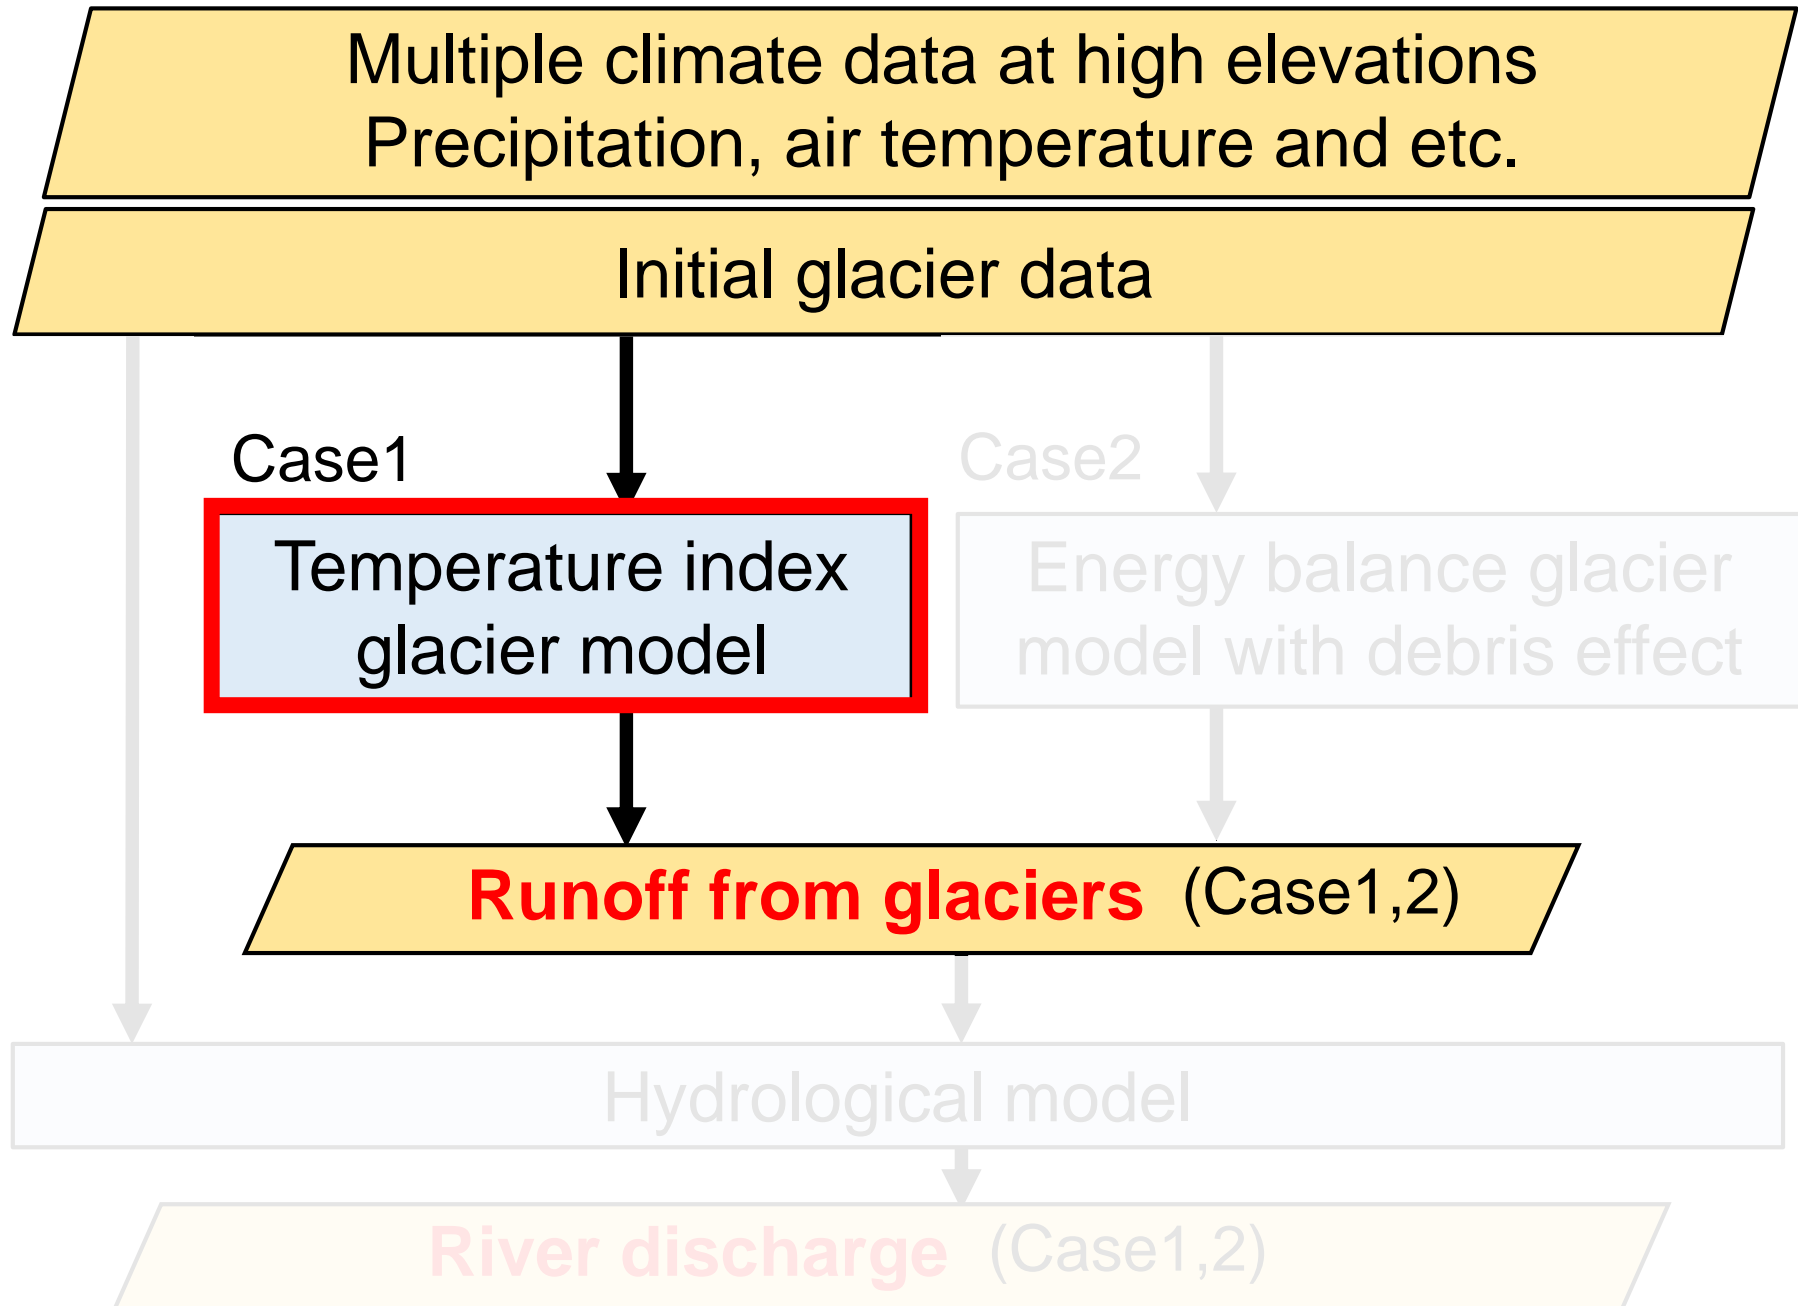 Multiple climate data at high elevations
Precipitation, air temperature and etc.
Initial glacier data
Case1
Case2
Temperature index
glacier model
Energy balance glacier
model with debris effect
Runoff from glaciers (Case1,2)
Hydrological model
River discharge (Case1,2)